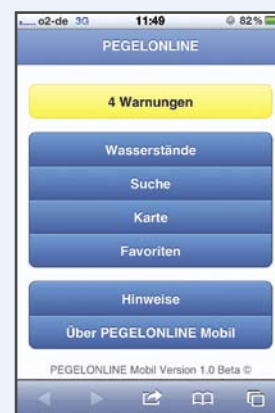 o2-de 3G 11:49 82%
PEGELONLINE
4 Warnungen
Wasserstände
Suche
Karte
Favoriten
Hinweise
Über PEGELONLINE Mobil
PEGELONLINE Mobil Version 1.0 Beta ©